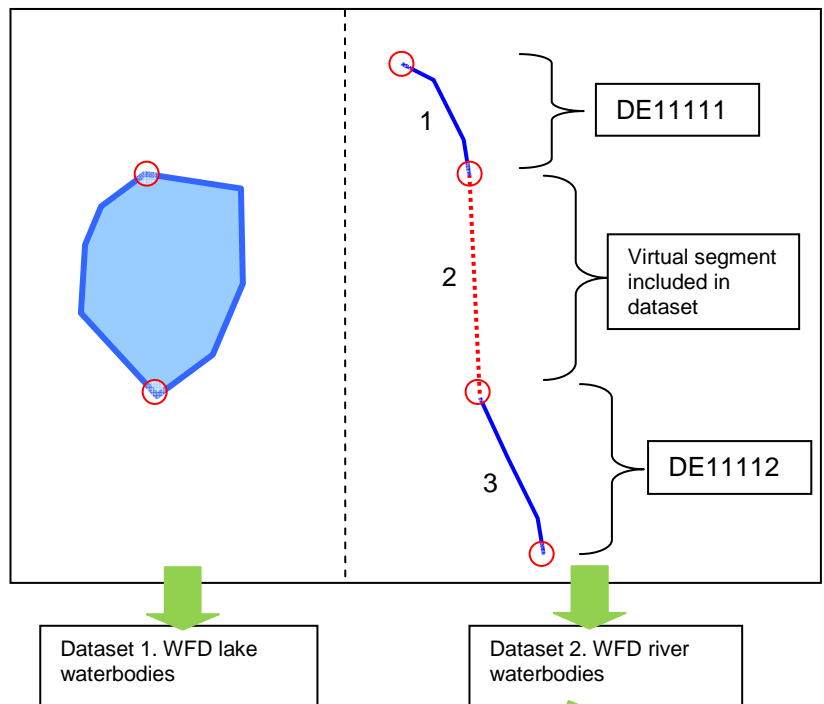 1
DE11111
2
Virtual segment
included in
dataset
3
DE11112
Dataset 1. WFD lake
waterbodies
Dataset 2. WFD river
waterbodies